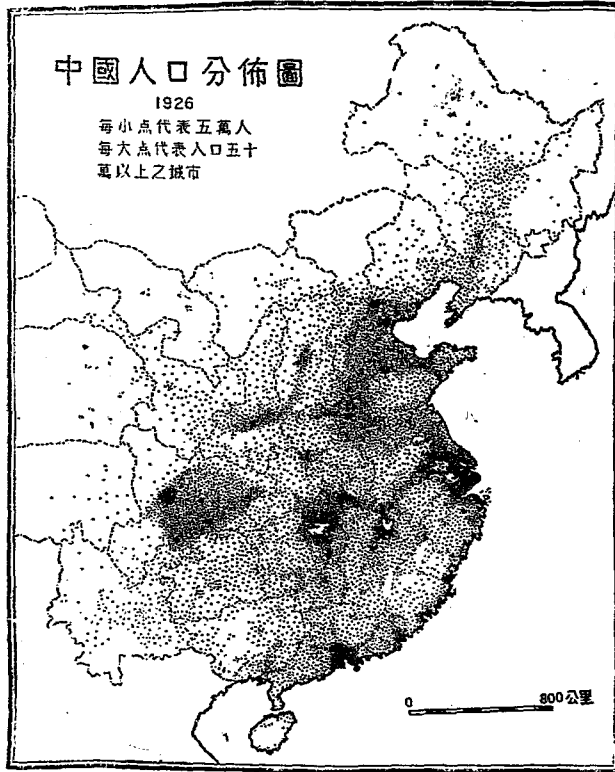 中國人口分佈圖
1926
每小点代表五萬人
每大点代表人口五十
萬以上之城市
0 800公里